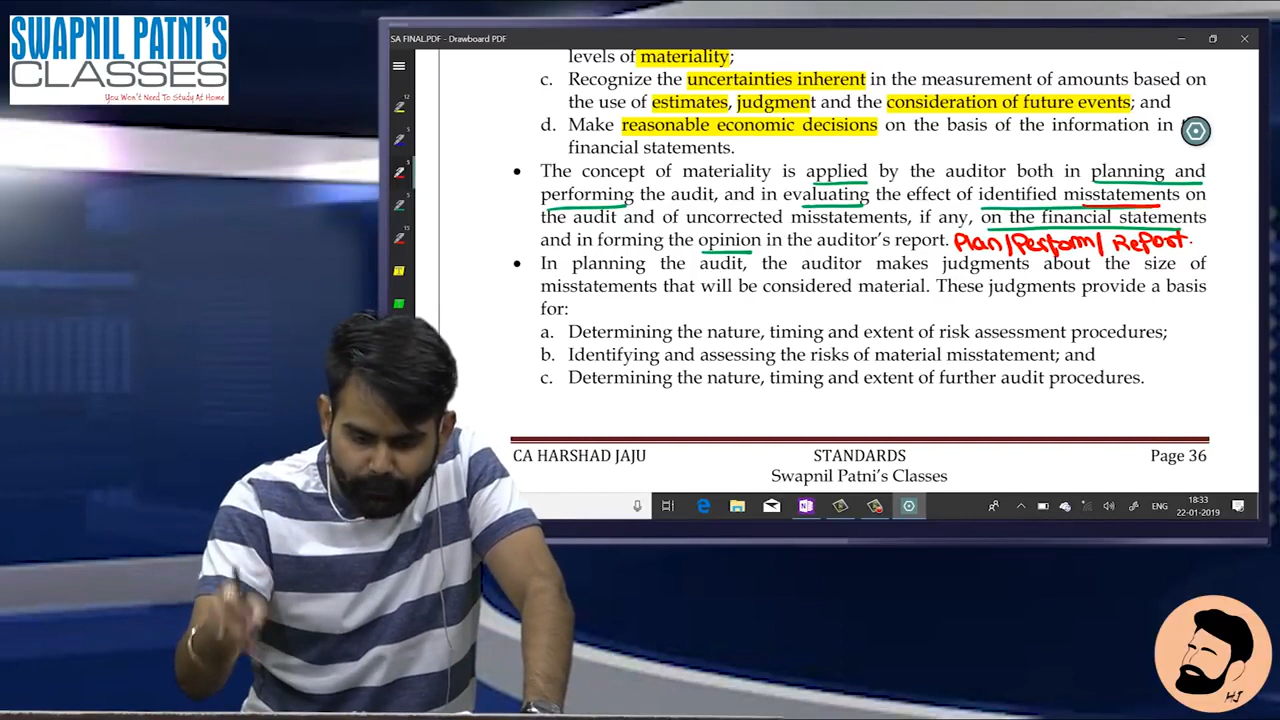 SWAPNIL PATNI'S
CLASSES
You Won't Need To Study At Home
SA FINAL.PDF - Drawboard PDF
levels of materiality;
c. Recognize the uncertainties inherent in the measurement of amounts based on
the use of estimates, judgment and the consideration of future events; and
d. Make reasonable economic decisions on the basis of the information in
financial statements.
• The concept of materiality is applied by the auditor both in planning and
performing the audit, and in evaluating the effect of identified misstatements on
the audit and of uncorrected misstatements, if any, on the financial statements
and in forming the opinion in the auditor's report. Plan/Perform/Report.
• In planning the audit, the auditor makes judgments about the size of
misstatements that will be considered material. These judgments provide a basis
for:
a. Determining the nature, timing and extent of risk assessment procedures;
b. Identifying and assessing the risks of material misstatement; and
c. Determining the nature, timing and extent of further audit procedures.
CA HARSHAD JAJU STANDARDS Page 36
Swapnil Patni's Classes
ENG 18:33
22-01-2019
HJ